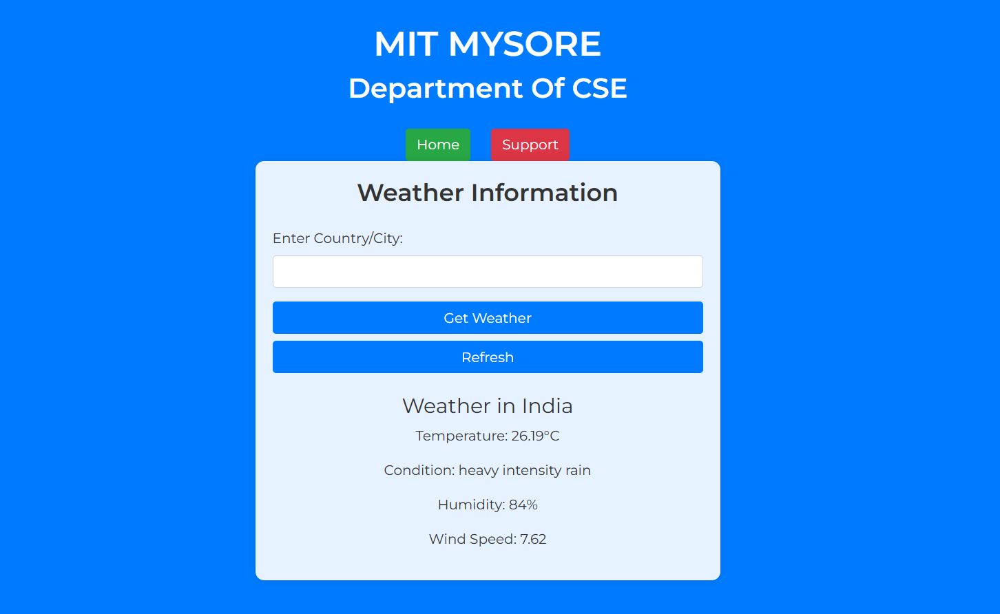 MIT MYSORE
Department Of CSE
Home Support
Weather Information
Enter Country/City:
Get Weather
Refresh
Weather in India
Temperature: 26.19°C
Condition: heavy intensity rain
Humidity: 84%
Wind Speed: 7.62